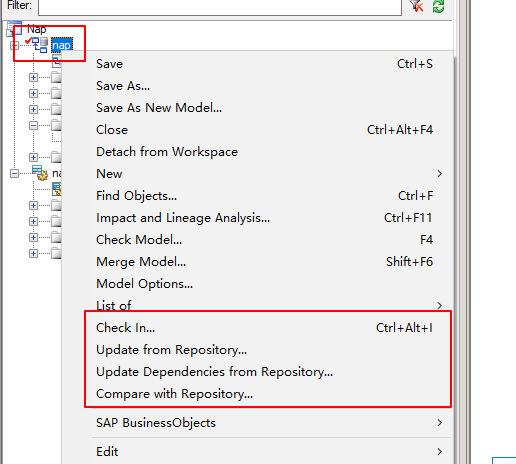 Filter:
Nap
nap
Save Ctrl+S
Save As...
Save As New Model...
Close Ctrl+Alt+F4
Detach from Workspace
New
Find Objects... Ctrl+F
Impact and Lineage Analysis... Ctrl+F11
Check Model... F4
na
Merge Model... Shift+F6
Model Options...
List of
Check In... Ctrl+Alt+I
Update from Repository...
Update Dependencies from Repository...
Compare with Repository...
SAP BusinessObjects
Edit